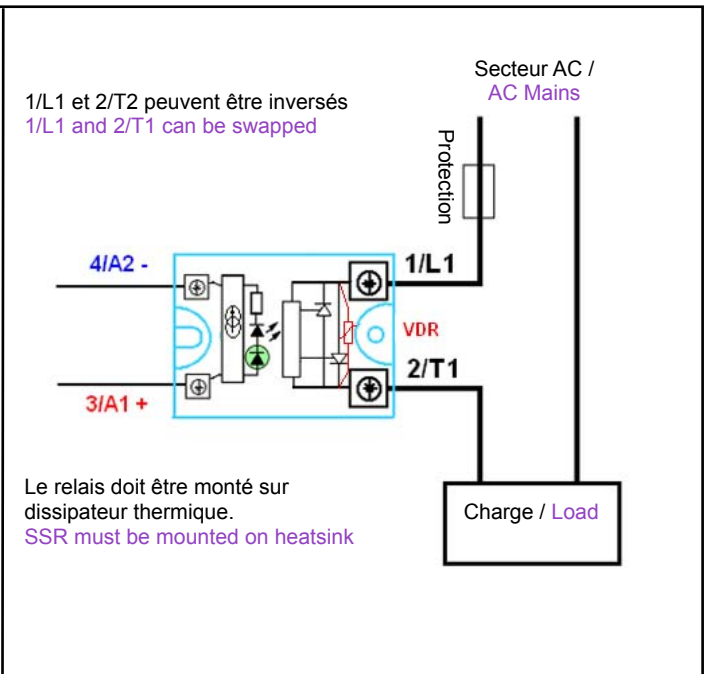 Secteur AC /
AC Mains
1/L1 et 2/T2 peuvent être inversés
1/L1 and 2/T1 can be swapped
Protection
4/A2 -
1/L1
VDR
2/T1
3/A1 +
Le relais doit être monté sur
dissipateur thermique.
SSR must be mounted on heatsink
Charge / Load